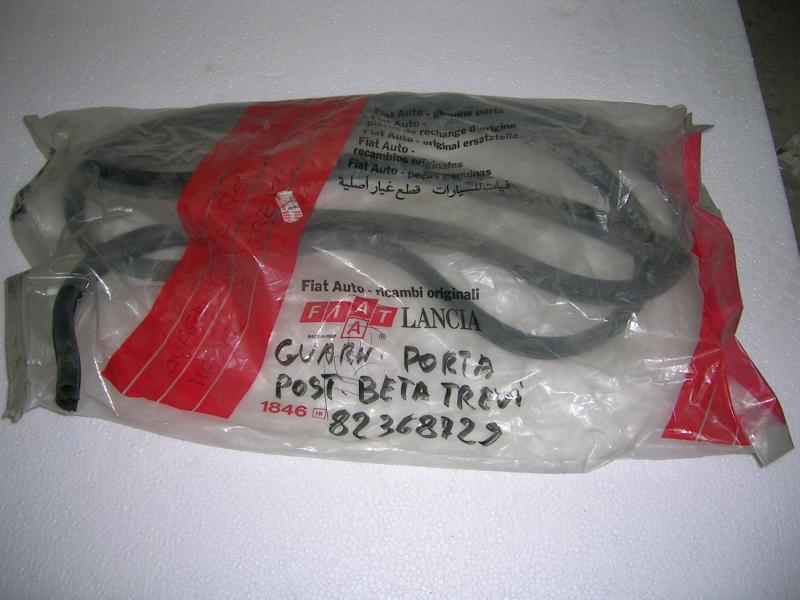 Fiat Auto - genuine parts
Fiat Auto -
pièces de rechange d'origine
Fiat Auto - original ersatzteile
Fiat Auto -
recambios originales
Fiat Auto - peças genuinas
فيات للسيارات قطع غيار أصلية
Fiat Auto - ricambi originali
FIAT LANCIA
®
GUARN. PORTA
POST. BETA TREVI
1846
82368729